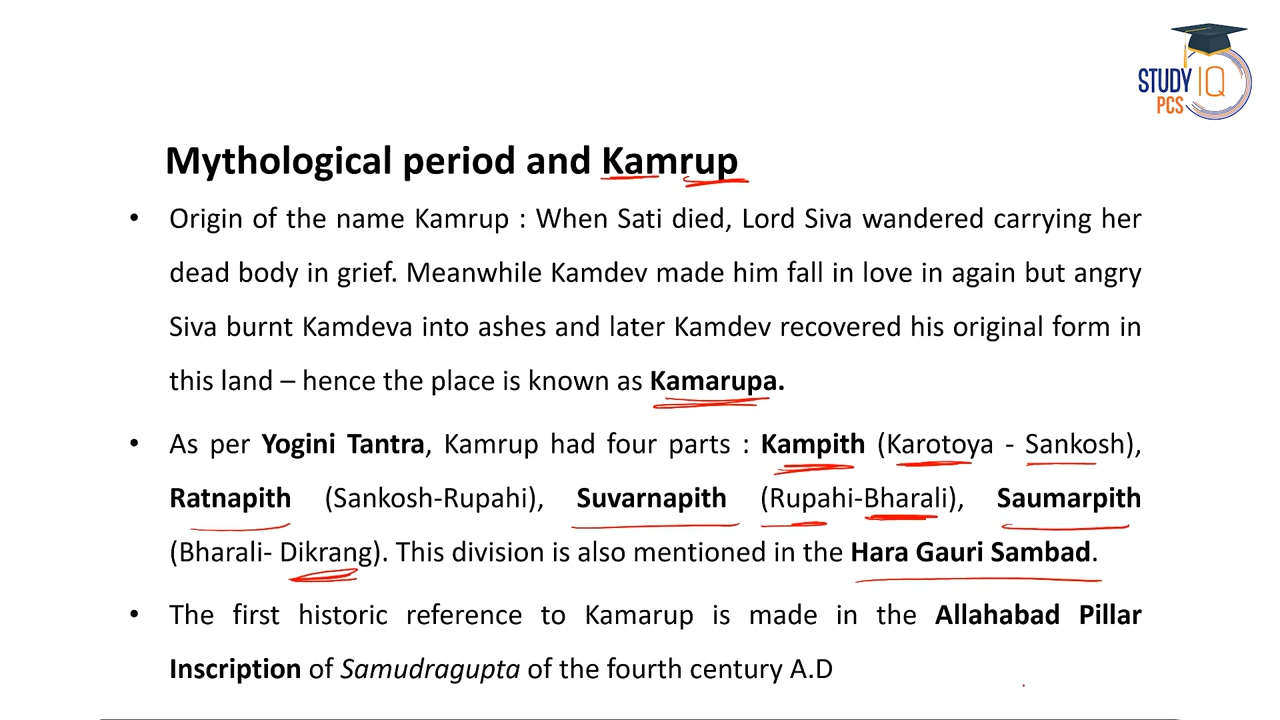 STUDY IQ
PCS
Mythological period and Kamrup
• Origin of the name Kamrup : When Sati died, Lord Siva wandered carrying her
dead body in grief. Meanwhile Kamdev made him fall in love in again but angry
Siva burnt Kamdeva into ashes and later Kamdev recovered his original form in
this land – hence the place is known as Kamarupa.
• As per Yogini Tantra, Kamrup had four parts : Kampith (Karotoya - Sankosh),
Ratnapith (Sankosh-Rupahi), Suvarnapith (Rupahi-Bharali), Saumarpith
(Bharali- Dikrang). This division is also mentioned in the Hara Gauri Sambad.
• The first historic reference to Kamarup is made in the Allahabad Pillar
Inscription of Samudragupta of the fourth century A.D